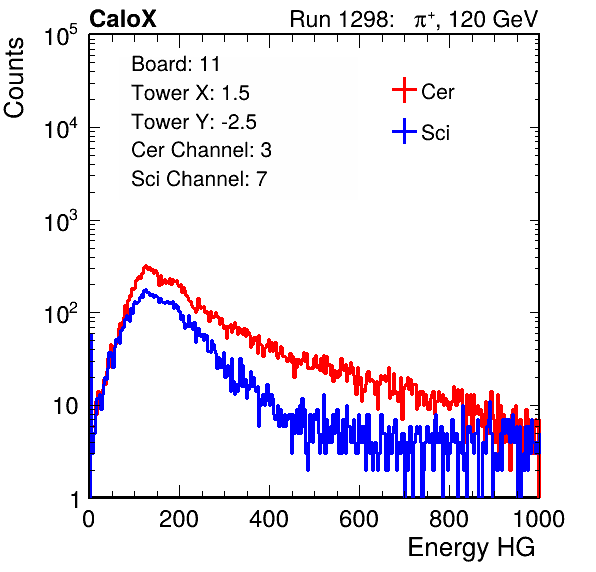 CaloX Run 1298: π⁺, 120 GeV
Counts
10⁵
10⁴
10³
10²
10
1
Board: 11
Tower X: 1.5
Tower Y: -2.5
Cer Channel: 3
Sci Channel: 7
Cer
Sci
0 200 400 600 800 1000
Energy HG